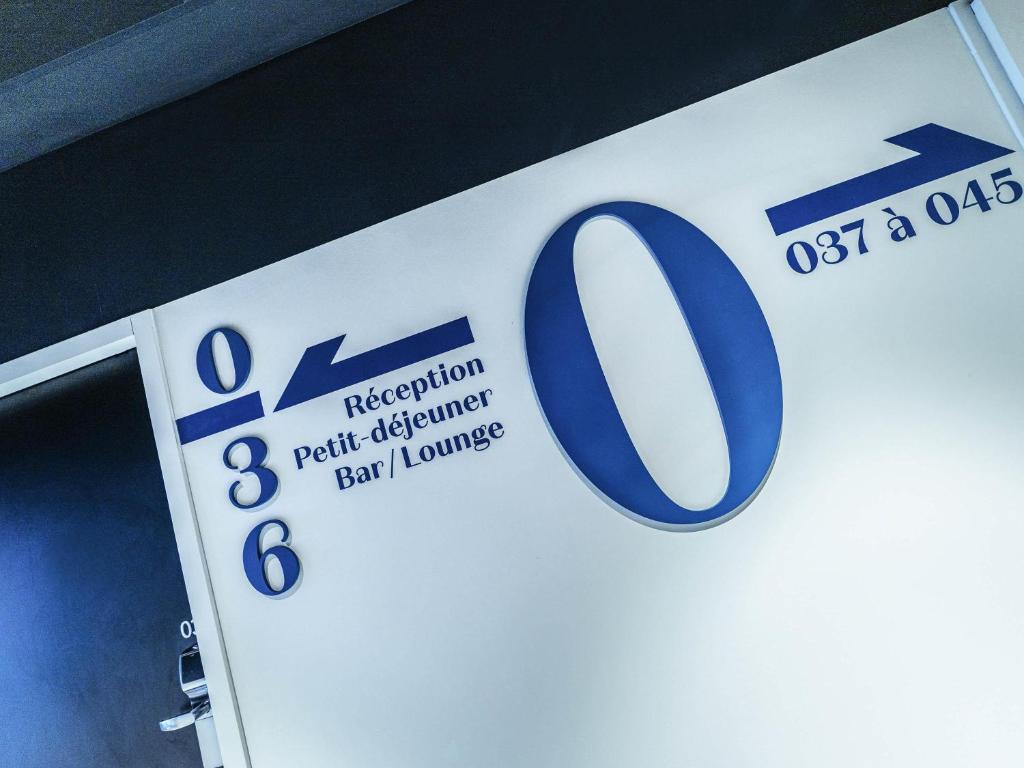 0
3
6
Réception
Petit-déjeuner
Bar/Lounge
0
037 à 045